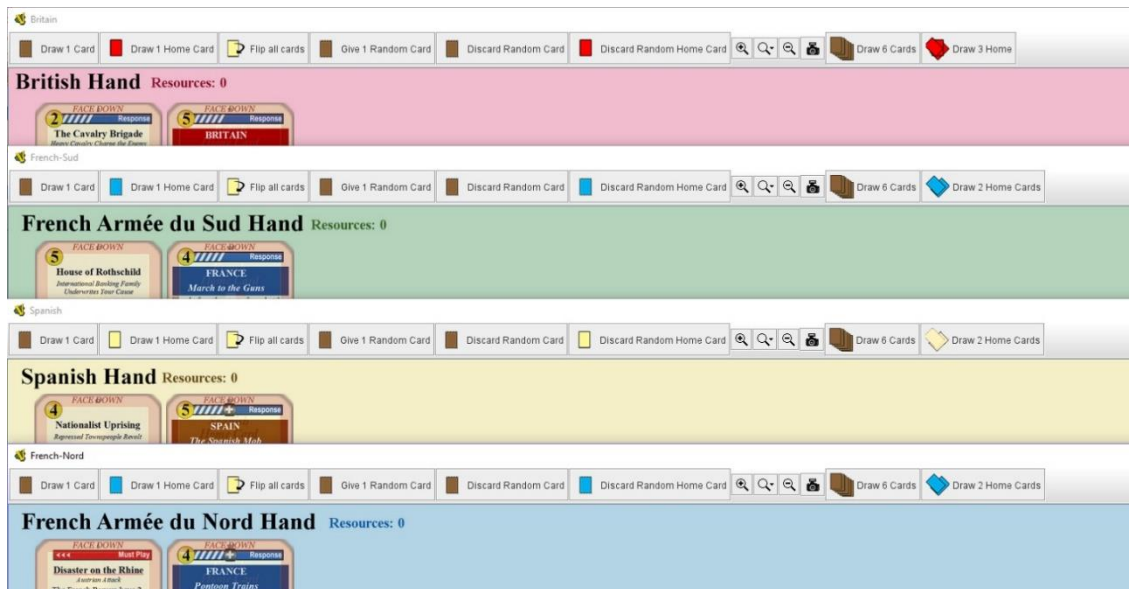 Britain
Draw 1 Card Draw 1 Home Card Flip all cards Give 1 Random Card Discard Random Card Discard Random Home Card Draw 6 Cards Draw 3 Home
British Hand Resources: 0
FACE DOWN FACE DOWN
2 Response 5 Response
The Cavalry Brigade BRITAIN
Heavy Cavalry Charge the Enemy
French-Sud
Draw 1 Card Draw 1 Home Card Flip all cards Give 1 Random Card Discard Random Card Discard Random Home Card Draw 6 Cards Draw 2 Home Cards
French Armée du Sud Hand Resources: 0
FACE DOWN FACE DOWN
5 4 Response
House of Rothschild FRANCE
International Banking Family March to the Guns
Underwrites Your Cause
Spanish
Draw 1 Card Draw 1 Home Card Flip all cards Give 1 Random Card Discard Random Card Discard Random Home Card Draw 6 Cards Draw 2 Home Cards
Spanish Hand Resources: 0
FACE DOWN FACE DOWN
4 5 Response
Nationalist Uprising SPAIN
Repressed Townspeople Revolt The Spanish Mob
French-Nord
Draw 1 Card Draw 1 Home Card Flip all cards Give 1 Random Card Discard Random Card Discard Random Home Card Draw 6 Cards Draw 2 Home Cards
French Armée du Nord Hand Resources: 0
FACE DOWN FACE DOWN
Must Play 4 Response
Disaster on the Rhine FRANCE
Austrian Attack Pontoon Trains